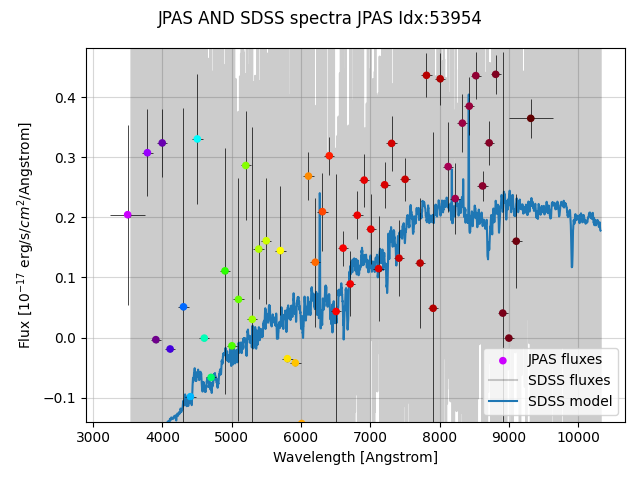 JPAS AND SDSS spectra JPAS Idx:53954
Flux [10⁻¹⁷ erg/s/cm²/Angstrom]
0.4
0.3
0.2
0.1
0.0
−0.1
JPAS fluxes
SDSS fluxes
SDSS model
3000 4000 5000 6000 7000 8000 9000 10000
Wavelength [Angstrom]